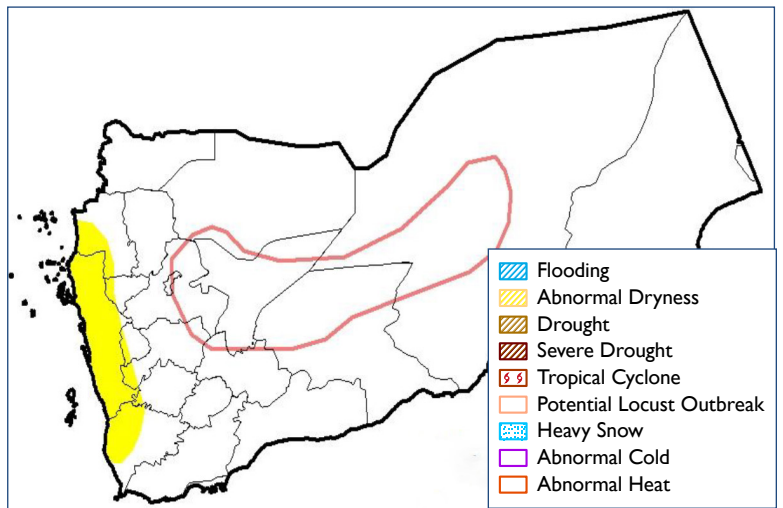 Flooding
Abnormal Dryness
Drought
Severe Drought
Tropical Cyclone
Potential Locust Outbreak
Heavy Snow
Abnormal Cold
Abnormal Heat